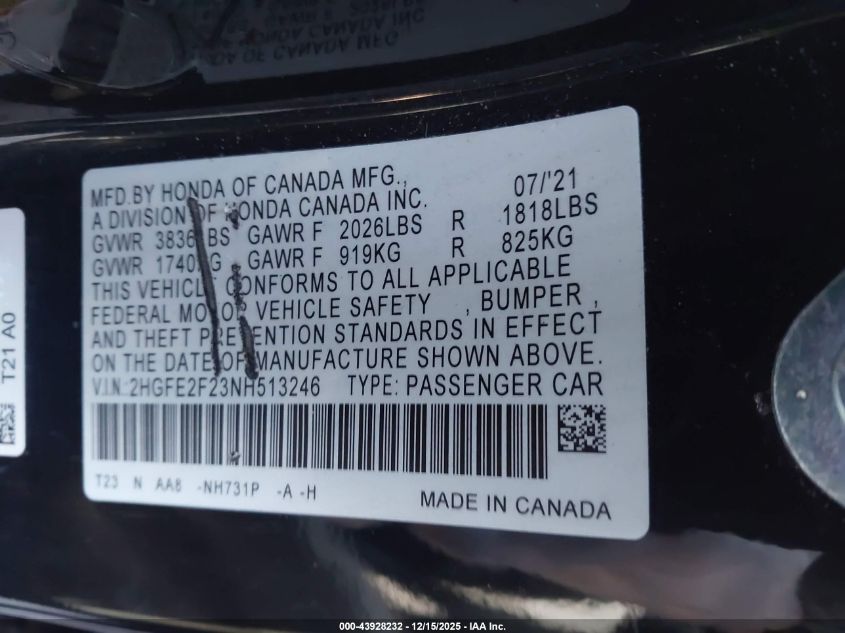 MFD.BY HONDA OF CANADA MFG., 07/'21
A DIVISION OF HONDA CANADA INC.
GVWR 3836LBS GAWR F 2026LBS R 1818LBS
GVWR 1740KG GAWR F 919KG R 825KG
THIS VEHICLE CONFORMS TO ALL APPLICABLE
FEDERAL MOTOR VEHICLE SAFETY , BUMPER ,
AND THEFT PREVENTION STANDARDS IN EFFECT
ON THE DATE OF MANUFACTURE SHOWN ABOVE.
V.I.N.:2HGFE2F23NH513246 TYPE: PASSENGER CAR
T23 N AA8 -NH731P -A -H
MADE IN CANADA
T21 A0
000-43928232 - 12/15/2025 - IAA Inc.